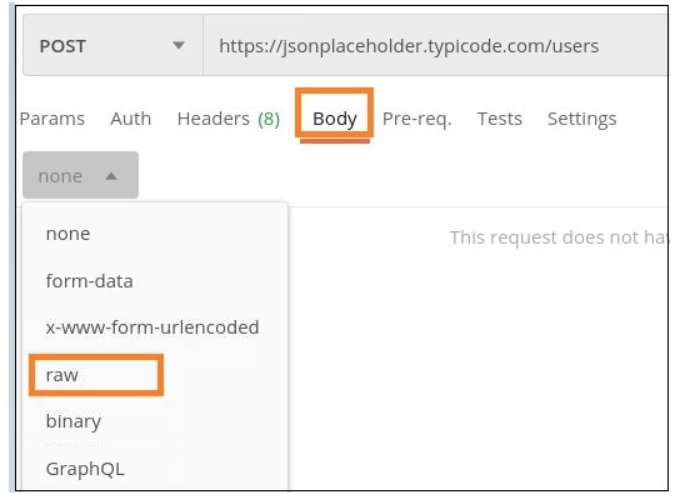 POST https://jsonplaceholder.typicode.com/users
Params Auth Headers (8) Body Pre-req. Tests Settings
none
none
This request does not ha
form-data
x-www-form-urlencoded
raw
binary
GraphQL